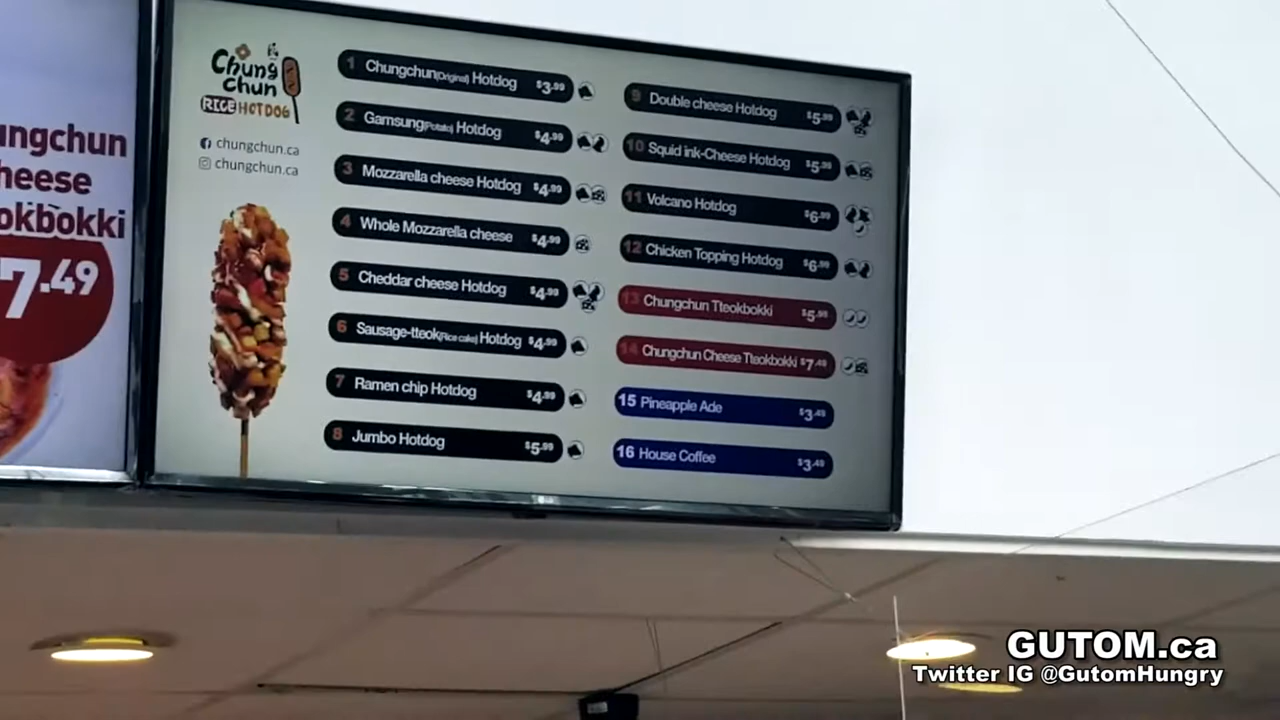 ungchun
heese
okbokki
7.49
Chung
chun
RICE HOTDOG
chungchun.ca
chungchun.ca
1 Chungchun(Original) Hotdog $3.99
2 Gamsung(Potato) Hotdog $4.99
3 Mozzarella cheese Hotdog $4.99
4 Whole Mozzarella cheese $4.99
5 Cheddar cheese Hotdog $4.99
6 Sausage-tteok(Rice cake) Hotdog $4.99
7 Ramen chip Hotdog $4.99
8 Jumbo Hotdog $5.99
9 Double cheese Hotdog $5.99
10 Squid ink-Cheese Hotdog $5.99
11 Volcano Hotdog $6.99
12 Chicken Topping Hotdog $6.99
13 Chungchun Tteokbokki $5.99
14 Chungchun Cheese Tteokbokki $7.49
15 Pineapple Ade $3.49
16 House Coffee $3.49
GUTOM.ca
Twitter IG @GutomHungry